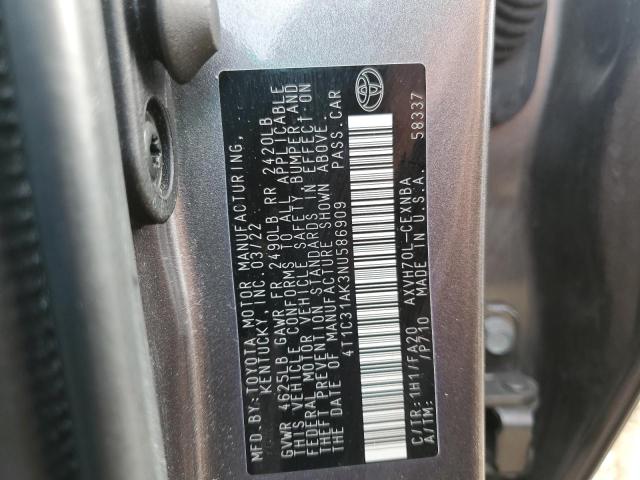 MFD.BY: TOYOTA MOTOR MANUFACTURING,
KENTUCKY, INC. 03/22
GVWR 4625LB GAWR FR 2490LB RR 2420LB
THIS VEHICLE CONFORMS TO ALL APPLICABLE
FEDERAL MOTOR VEHICLE SAFETY, BUMPER, AND
THEFT PREVENTION STANDARDS IN EFFECT ON
THE DATE OF MANUFACTURE SHOWN ABOVE.
4T1C31AK3NU586909 PASS.CAR
C/TR: 1H1/FA20 AXVH70L-CEXNBA
A/TM: /P710 MADE IN U.S.A. 58337